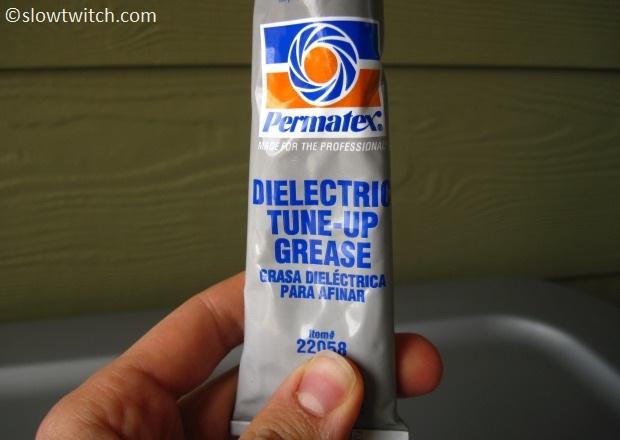 ©slowtwitch.com
Permatex®
MADE FOR THE PROFESSIONAL
DIELECTRIC
TUNE-UP
GREASE
GRASA DIELÉCTRICA
PARA AFINAR
Item#
22058